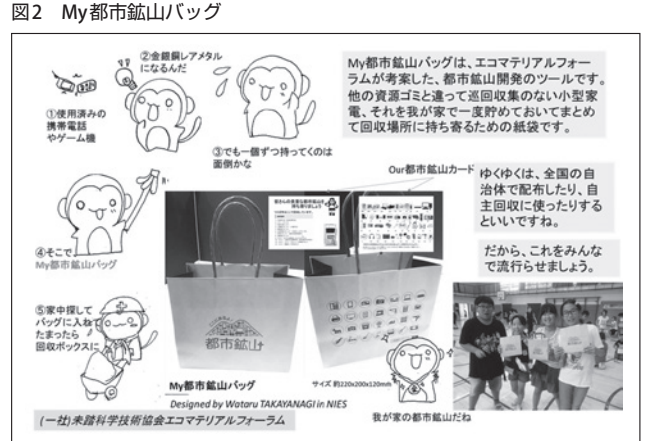 図2　My都市鉱山バッグ
②金銀銅レアメタル
になるんだ
①使用済みの
携帯電話
やゲーム機
③でも一個ずつ持ってくのは
面倒かな
My都市鉱山バッグは、エコマテリアルフォー
ラムが考案した、都市鉱山開発のツールです。
他の資源ゴミと違って巡回収集のない小型家
電、それを我が家で一度貯めておいてまとめ
て回収場所に持ち寄るための紙袋です。
Our都市鉱山カード
ゆくゆくは、全国の自
治体で配布したり、自
主回収に使ったりする
といいですね。
だから、これをみんな
で流行らせましょう。
④そこで
My都市鉱山バッグ
⑤家中探して
バッグに入れて
たまったら
回収ボックスに
都市鉱山
My都市鉱山バッグ
サイズ 約220x200x120mm
Designed by Wataru TAKAYANAGI in NIES
(一社)未踏科学技術協会エコマテリアルフォーラム
我が家の都市鉱山だね